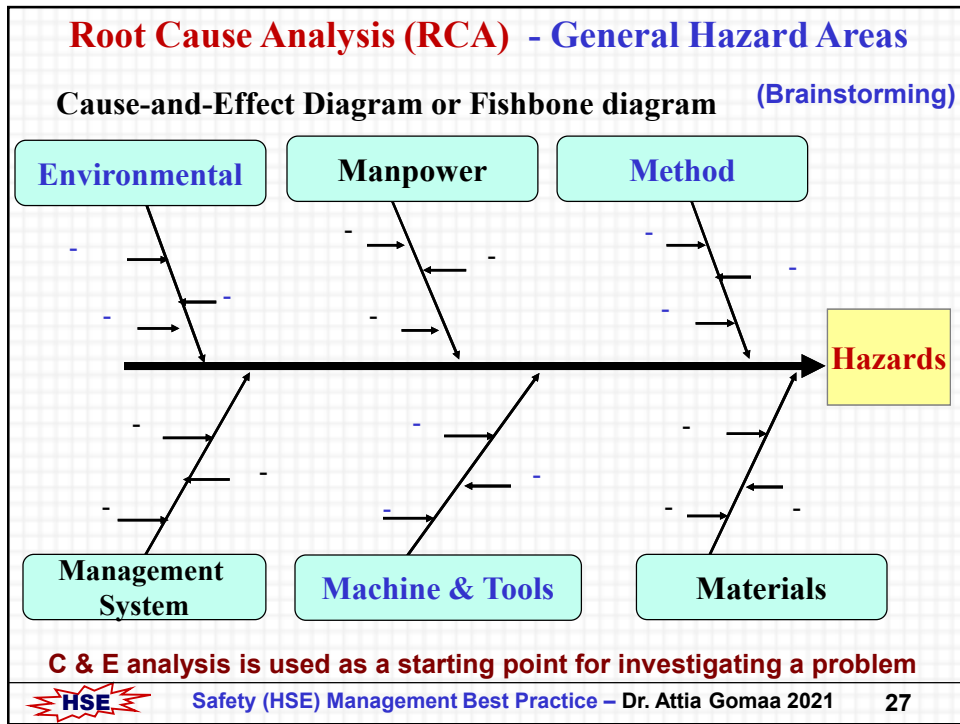 Root Cause Analysis (RCA) - General Hazard Areas
Cause-and-Effect Diagram or Fishbone diagram (Brainstorming)
Environmental Manpower Method
- - -
- - -
- - -
Hazards
- - -
- - -
- - -
Management
System
Machine & Tools Materials
C & E analysis is used as a starting point for investigating a problem
HSE Safety (HSE) Management Best Practice – Dr. Attia Gomaa 2021 27